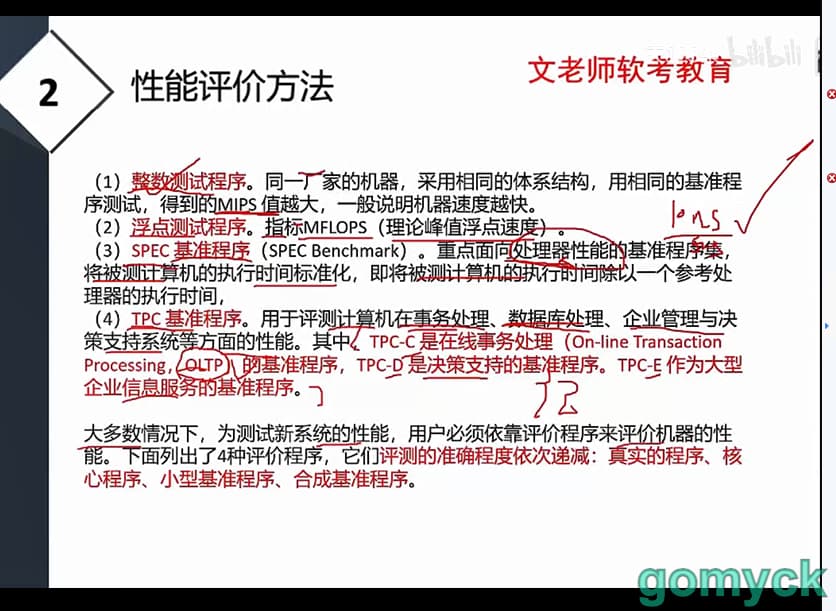 2
性能评价方法
文老师软考教育
bilibili
(1)整数测试程序。同一厂家的机器，采用相同的体系结构，用相同的基准程
序测试，得到的MIPS 值越大，一般说明机器速度越快。
(2)浮点测试程序。指标MFLOPS（理论峰值浮点速度）。
10ns
(3) SPEC 基准程序（SPEC Benchmark）。重点面向处理器性能的基准程序集，
将被测计算机的执行时间标准化，即将被测计算机的执行时间除以一个参考处
理器的执行时间，
(4) TPC 基准程序。用于评测计算机在事务处理、数据库处理、企业管理与决
策支持系统等方面的性能。其中，TPC-C 是在线事务处理（On-line Transaction
Processing，OLTP）的基准程序，TPC-D 是决策支持的基准程序。TPC-E 作为大型
企业信息服务的基准程序。
大多数情况下，为测试新系统的性能，用户必须依靠评价程序来评价机器的性
能。下面列出了4种评价程序，它们评测的准确程度依次递减：真实的程序、核
心程序、小型基准程序、合成基准程序。
gomyck